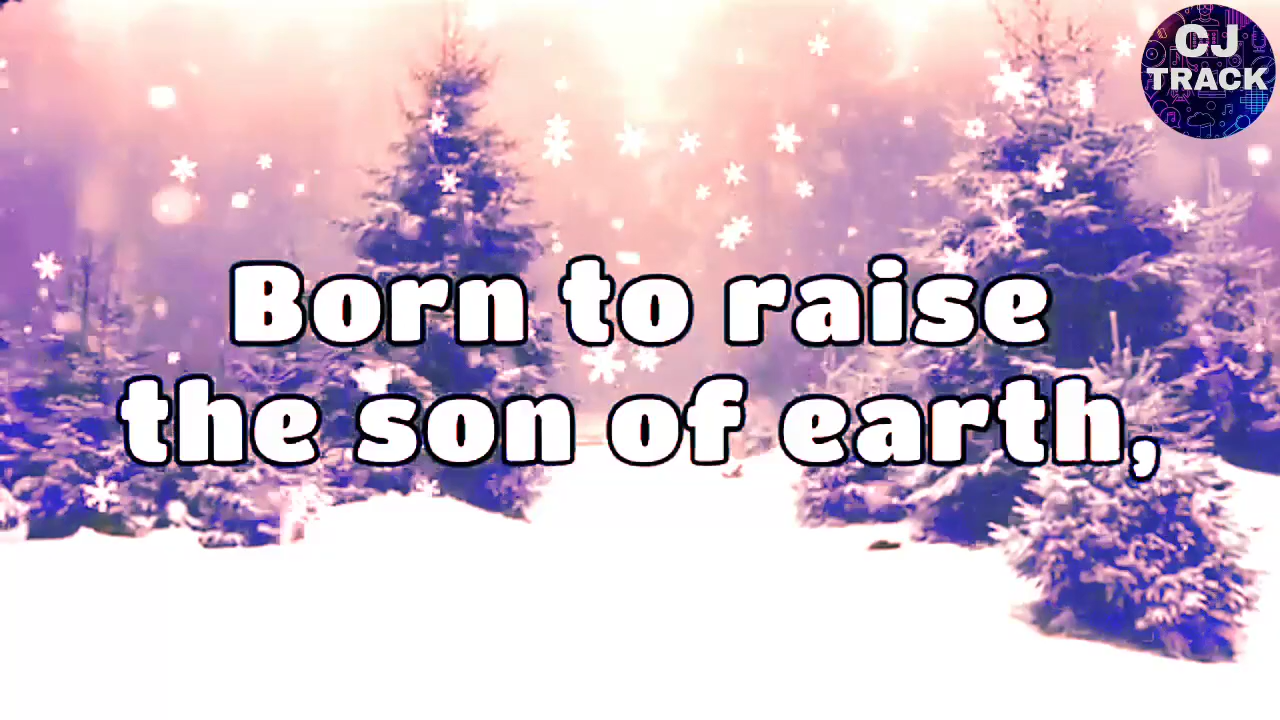 CJ
TRACK
Born to raise
the son of earth,